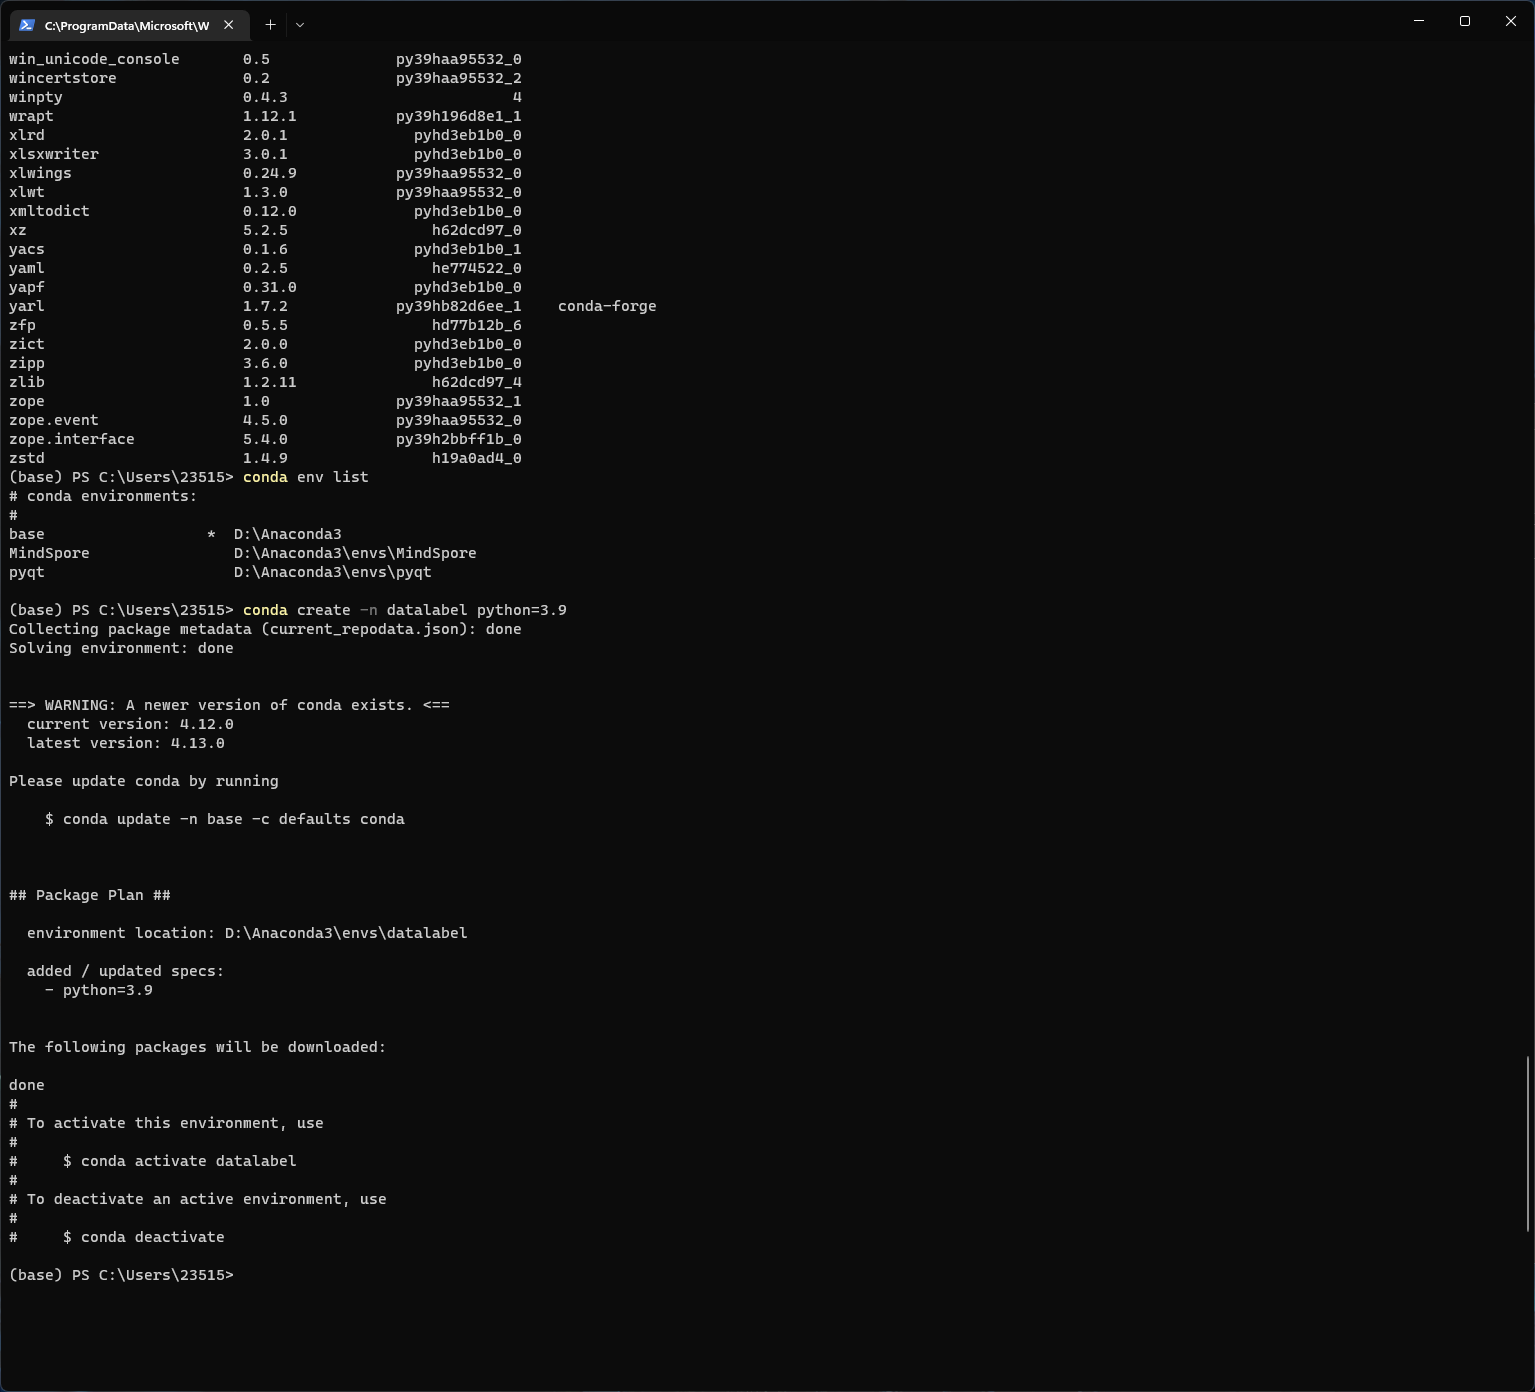 C:\ProgramData\Microsoft\W
win_unicode_console 0.5 py39haa95532_0
wincertstore 0.2 py39haa95532_2
winpty 0.4.3 4
wrapt 1.12.1 py39h196d8e1_1
xlrd 2.0.1 pyhd3eb1b0_0
xlsxwriter 3.0.1 pyhd3eb1b0_0
xlwings 0.24.9 py39haa95532_0
xlwt 1.3.0 py39haa95532_0
xmltodict 0.12.0 pyhd3eb1b0_0
xz 5.2.5 h62dcd97_0
yacs 0.1.6 pyhd3eb1b0_1
yaml 0.2.5 he774522_0
yapf 0.31.0 pyhd3eb1b0_0
yarl 1.7.2 py39hb82d6ee_1 conda-forge
zfp 0.5.5 hd77b12b_6
zict 2.0.0 pyhd3eb1b0_0
zipp 3.6.0 pyhd3eb1b0_0
zlib 1.2.11 h62dcd97_4
zope 1.0 py39haa95532_1
zope.event 4.5.0 py39haa95532_0
zope.interface 5.4.0 py39h2bbff1b_0
zstd 1.4.9 h19a0ad4_0
(base) PS C:\Users\23515> conda env list
# conda environments:
#
base * D:\Anaconda3
MindSpore D:\Anaconda3\envs\MindSpore
pyqt D:\Anaconda3\envs\pyqt
(base) PS C:\Users\23515> conda create -n datalabel python=3.9
Collecting package metadata (current_repodata.json): done
Solving environment: done
==> WARNING: A newer version of conda exists. <==
current version: 4.12.0
latest version: 4.13.0
Please update conda by running
$ conda update -n base -c defaults conda
## Package Plan ##
environment location: D:\Anaconda3\envs\datalabel
added / updated specs:
- python=3.9
The following packages will be downloaded:
done
#
# To activate this environment, use
#
# $ conda activate datalabel
#
# To deactivate an active environment, use
#
# $ conda deactivate
(base) PS C:\Users\23515>